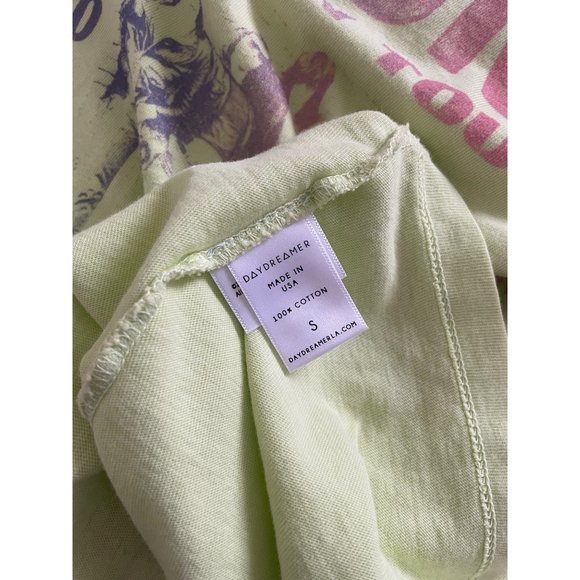 TOU
DAYDREAMER
MADE IN
USA
100% COTTON
S
DAYDREAMERLA.COM